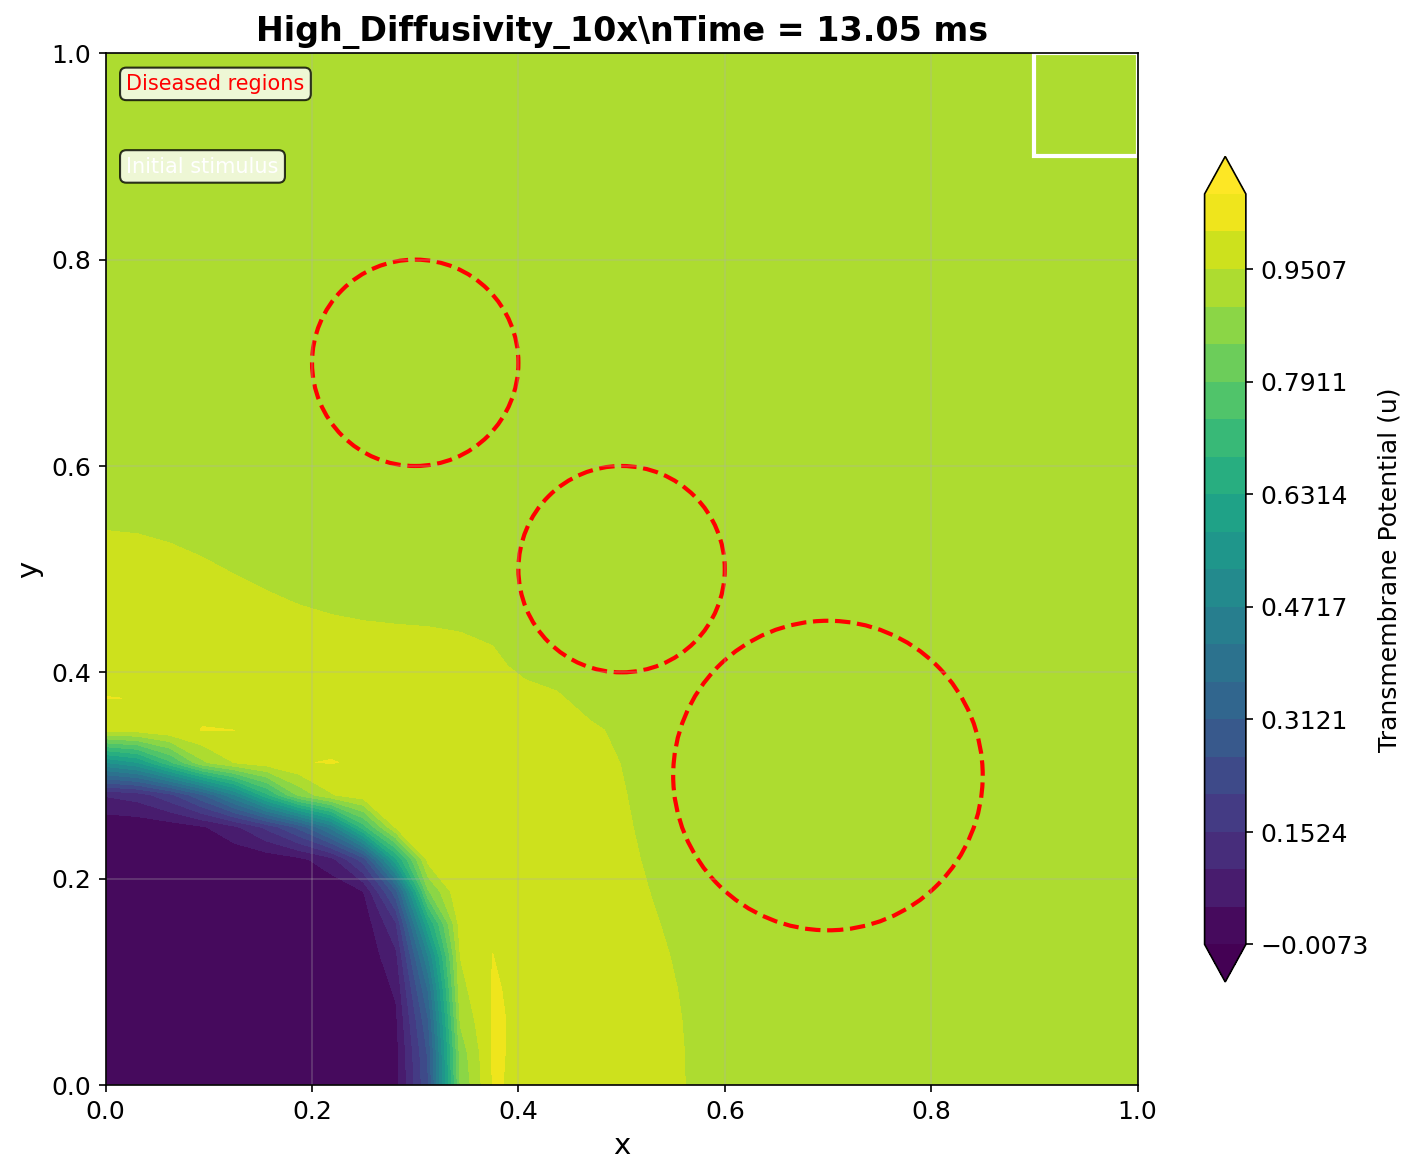 High_Diffusivity_10x\nTime = 13.05 ms
Diseased regions
Initial stimulus
1.0
0.8
0.6
0.4
0.2
0.0
y
0.0 0.2 0.4 0.6 0.8 1.0
x
0.9507
0.7911
0.6314
0.4717
0.3121
0.1524
−0.0073
Transmembrane Potential (u)